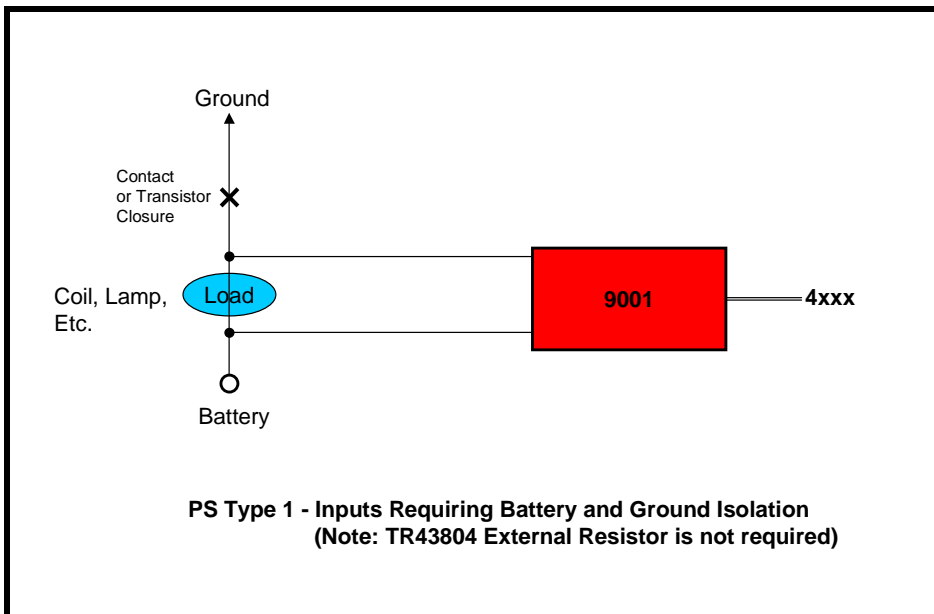 Ground
Contact
or Transistor
Closure
Coil, Lamp,
Etc.
Load
9001
4xxx
Battery
PS Type 1 - Inputs Requiring Battery and Ground Isolation
(Note: TR43804 External Resistor is not required)